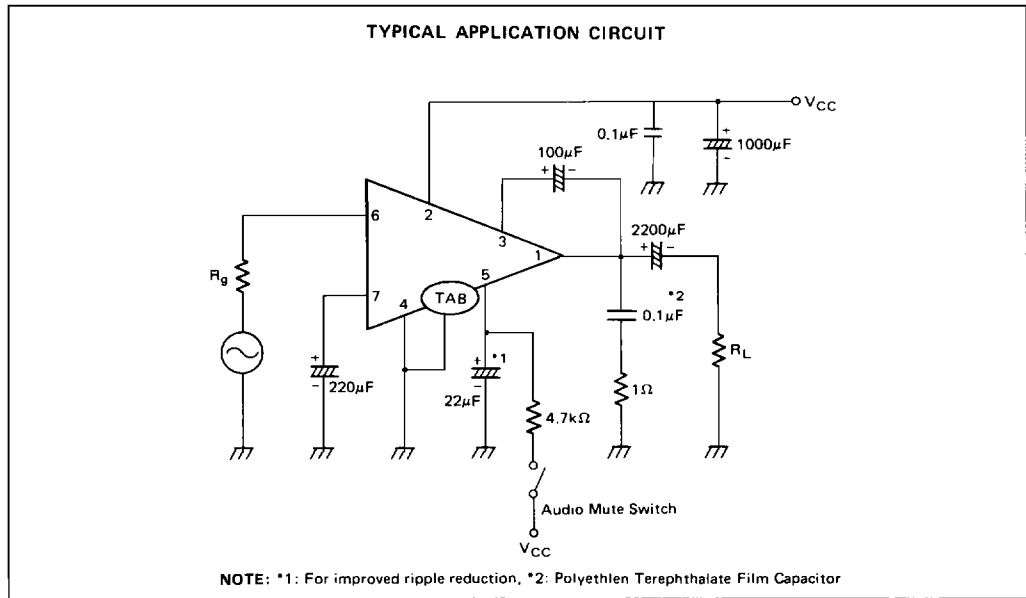 TYPICAL APPLICATION CIRCUIT
VCC
0.1µF
+
1000µF
-
100µF
+ -
2
6
3
2200µF
+ -
1
Rg
7
4
TAB
5
*2
0.1µF
RL
+
220µF
-
+ *1
22µF
-
1Ω
4.7kΩ
Audio Mute Switch
VCC
NOTE: *1: For improved ripple reduction, *2: Polyethlen Terephthalate Film Capacitor